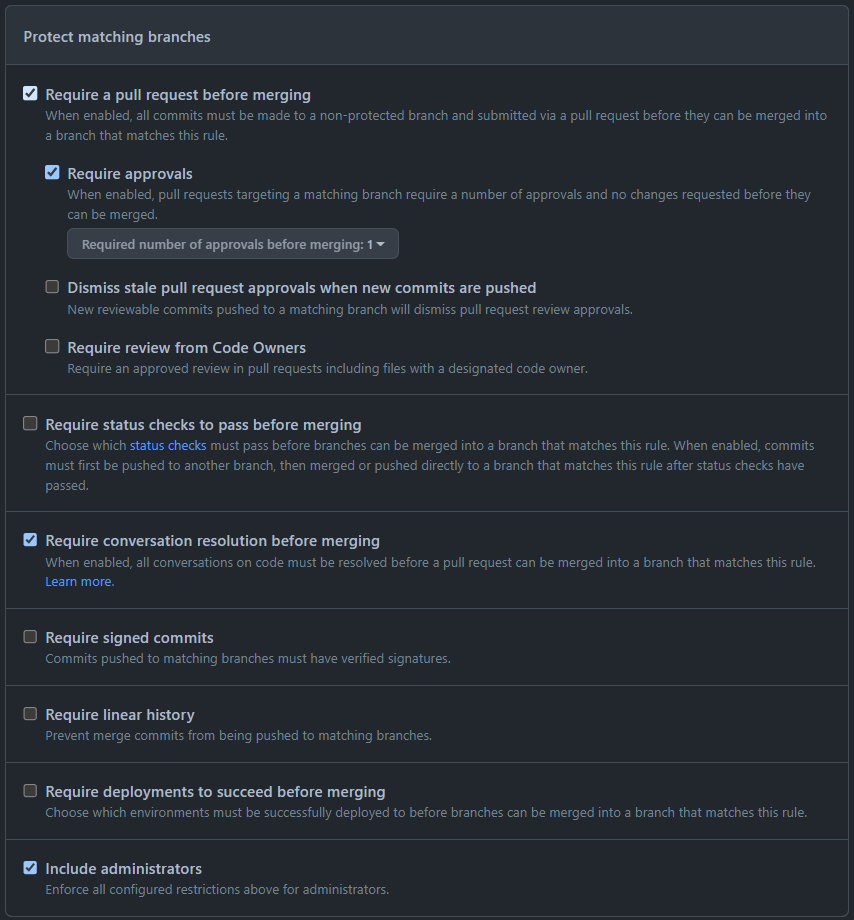 Protect matching branches
Require a pull request before merging
When enabled, all commits must be made to a non-protected branch and submitted via a pull request before they can be merged into
a branch that matches this rule.
Require approvals
When enabled, pull requests targeting a matching branch require a number of approvals and no changes requested before they
can be merged.
Required number of approvals before merging: 1
Dismiss stale pull request approvals when new commits are pushed
New reviewable commits pushed to a matching branch will dismiss pull request review approvals.
Require review from Code Owners
Require an approved review in pull requests including files with a designated code owner.
Require status checks to pass before merging
Choose which status checks must pass before branches can be merged into a branch that matches this rule. When enabled, commits
must first be pushed to another branch, then merged or pushed directly to a branch that matches this rule after status checks have
passed.
Require conversation resolution before merging
When enabled, all conversations on code must be resolved before a pull request can be merged into a branch that matches this rule.
Learn more.
Require signed commits
Commits pushed to matching branches must have verified signatures.
Require linear history
Prevent merge commits from being pushed to matching branches.
Require deployments to succeed before merging
Choose which environments must be successfully deployed to before branches can be merged into a branch that matches this rule.
Include administrators
Enforce all configured restrictions above for administrators.